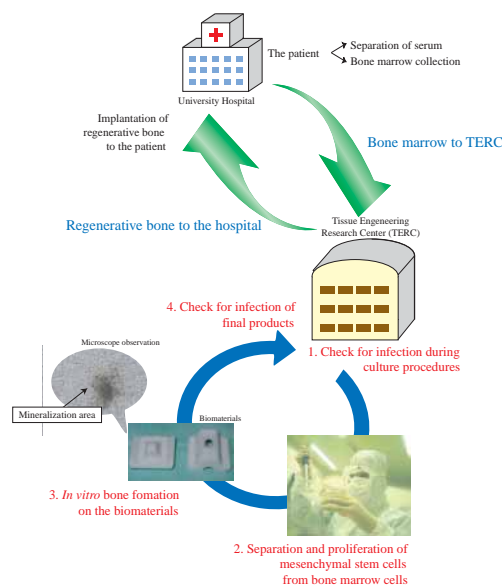 The patient
Separation of serum
Bone marrow collection
University Hospital
Implantation of
regenerative bone
to the patient
Bone marrow to TERC
Regenerative bone to the hospital
Tissue Engeneering
Research Center (TERC)
4. Check for infection of
final products
1. Check for infection during
culture procedures
Microscope observation
Mineralization area
Biomaterials
3. In vitro bone fomation
on the biomaterials
2. Separation and proliferation of
mesenchymal stem cells
from bone marrow cells